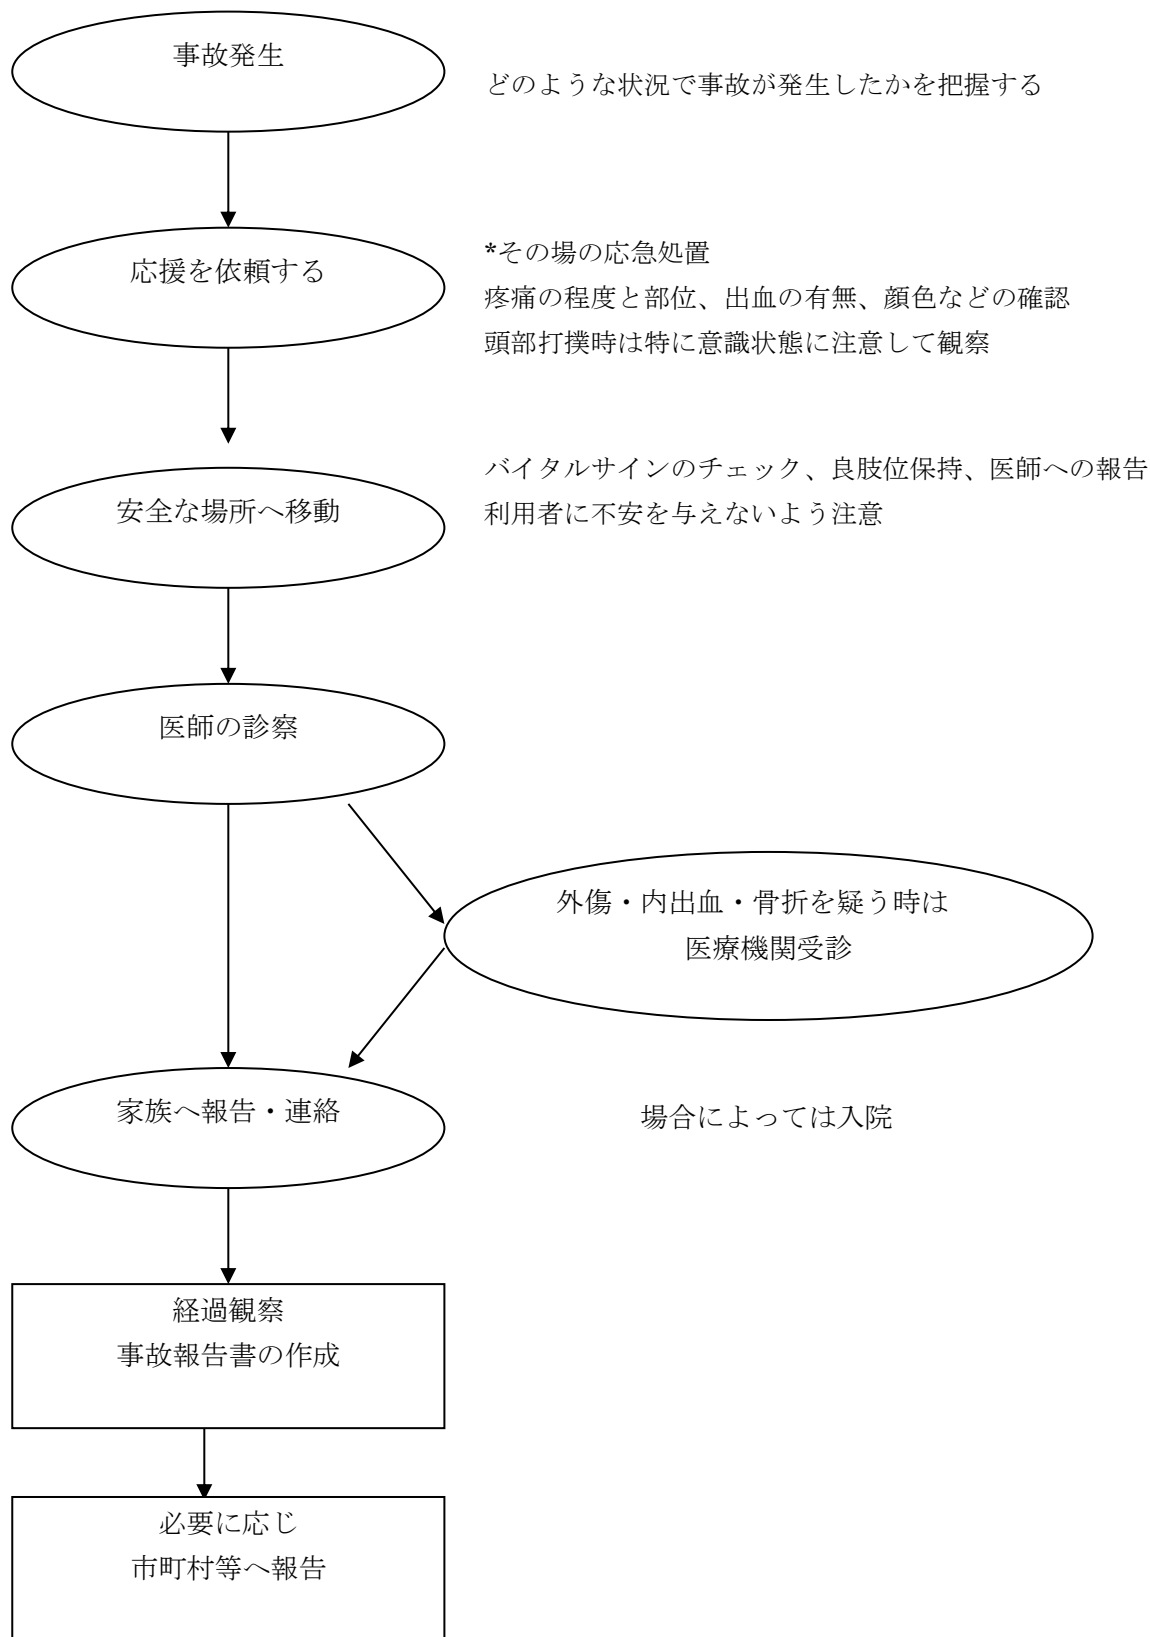 事故発生
どのような状況で事故が発生したかを把握する
応援を依頼する
*その場の応急処置
疼痛の程度と部位、出血の有無、顔色などの確認
頭部打撲時は特に意識状態に注意して観察
安全な場所へ移動
バイタルサインのチェック、良肢位保持、医師への報告
利用者に不安を与えないよう注意
医師の診察
外傷・内出血・骨折を疑う時は
医療機関受診
家族へ報告・連絡
場合によっては入院
経過観察
事故報告書の作成
必要に応じ
市町村等へ報告